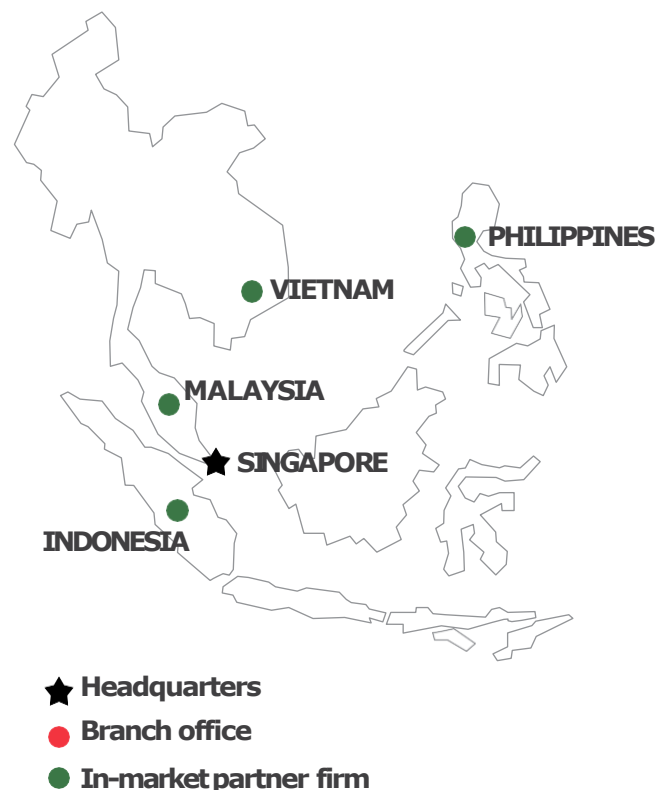 PHILIPPINES
VIETNAM
MALAYSIA
SINGAPORE
INDONESIA
Headquarters
Branch office
In-market partner firm